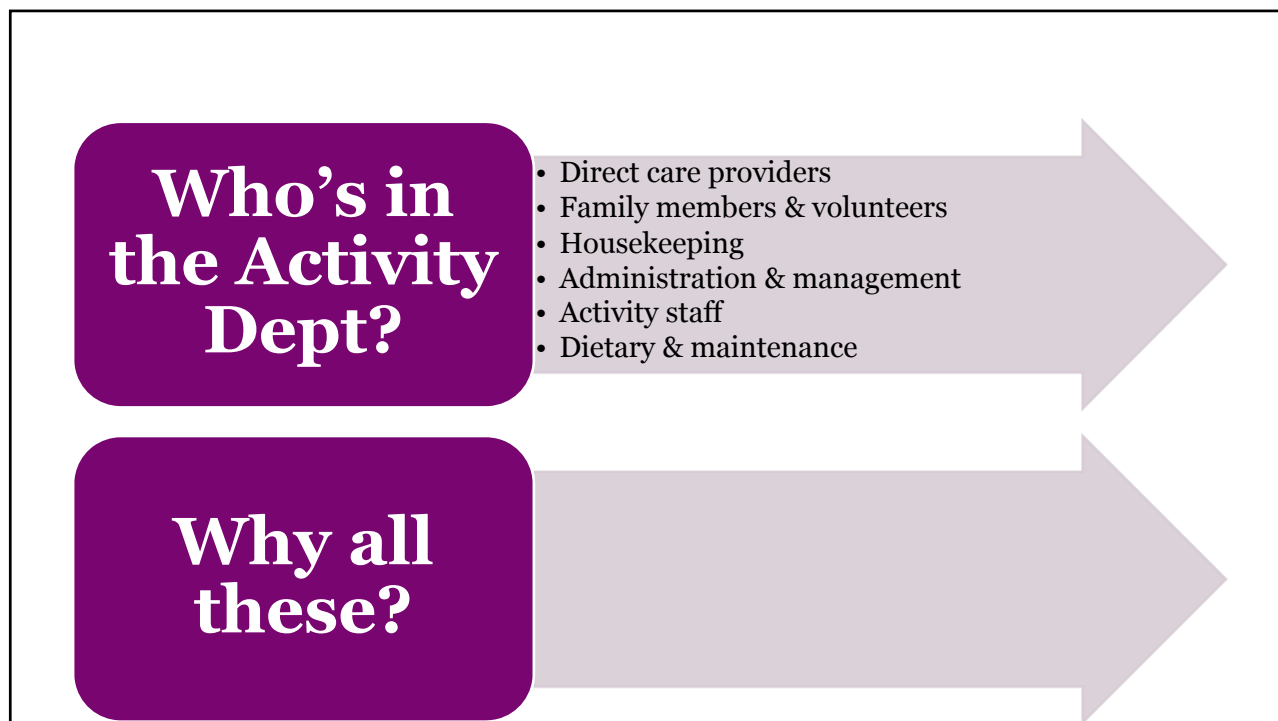 Who’s in
the Activity
Dept?
• Direct care providers
• Family members & volunteers
• Housekeeping
• Administration & management
• Activity staff
• Dietary & maintenance
Why all
these?